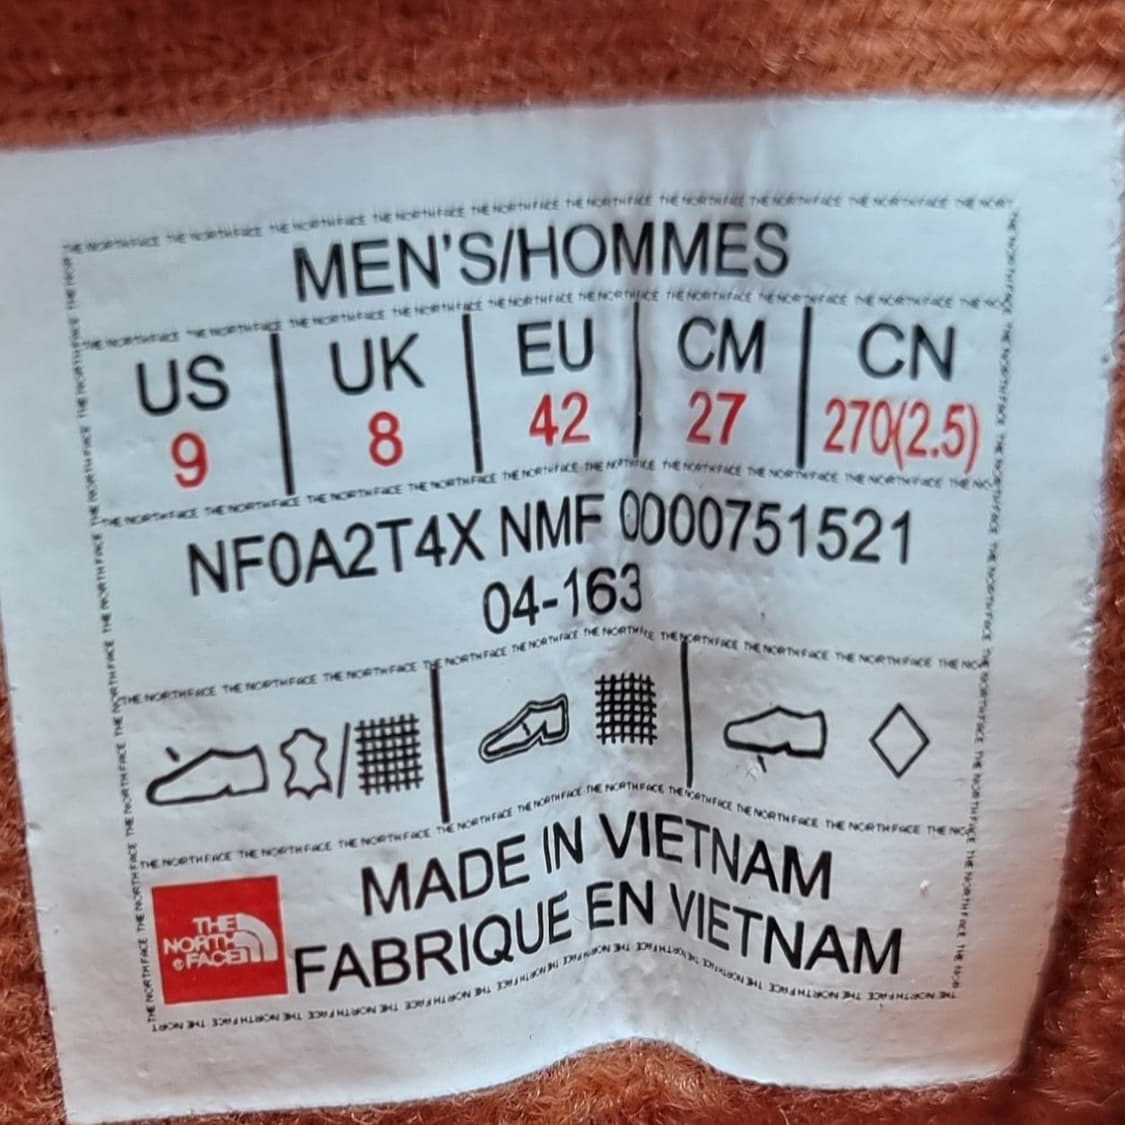 MEN'S/HOMMES
US UK EU CM CN
9 8 42 27 270(2.5)
NF0A2T4X NMF 0000751521
04-163
MADE IN VIETNAM
FABRIQUE EN VIETNAM
THE
NORTH
FACE